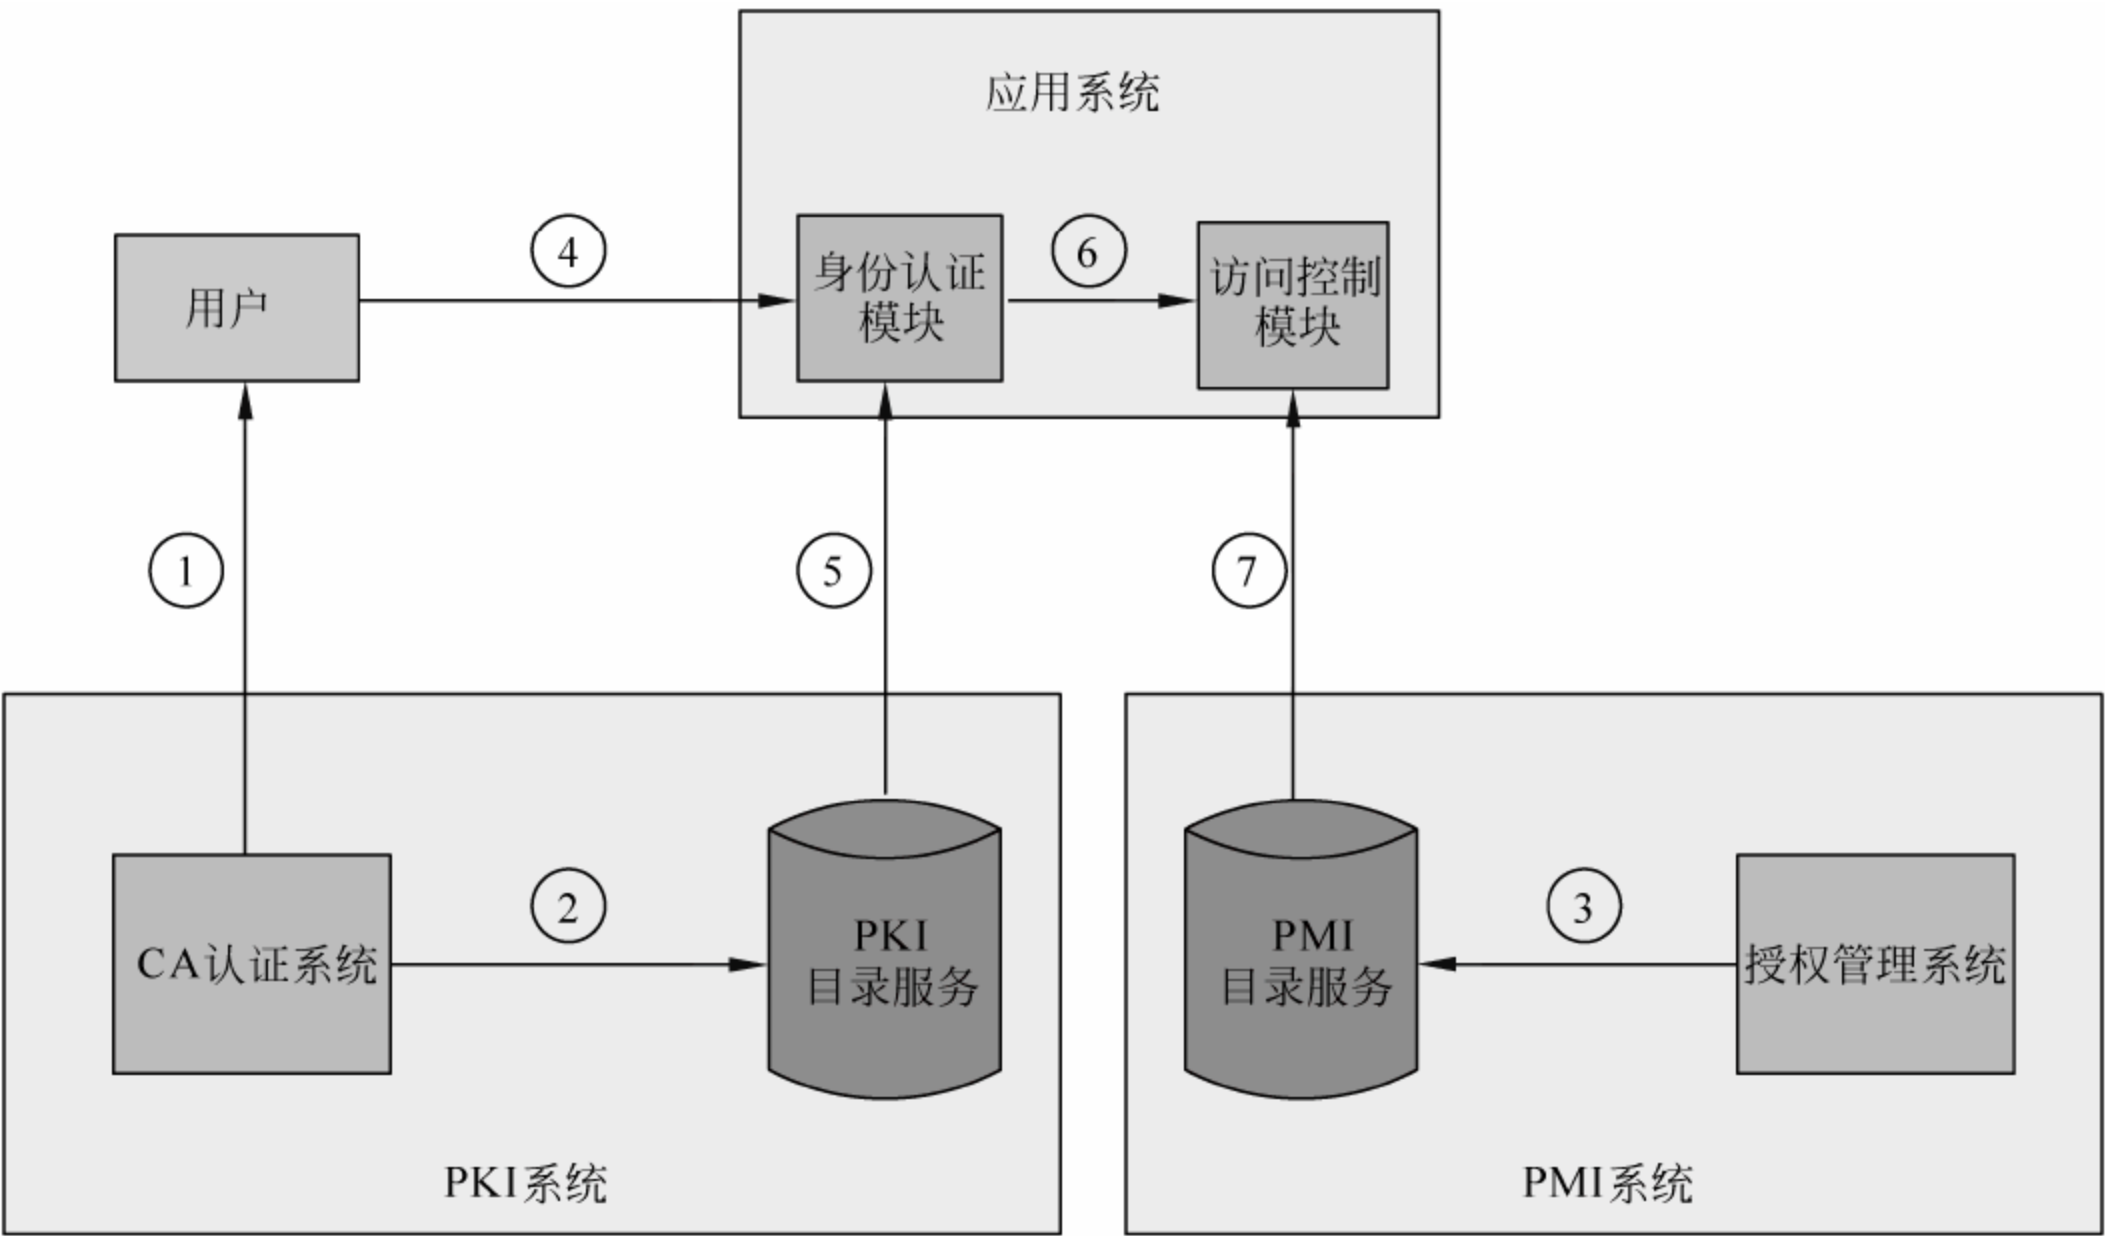 应用系统
4
6
用户
身份认证
模块
访问控制
模块
1
5
7
2
3
CA认证系统
PKI
目录服务
PMI
目录服务
授权管理系统
PKI系统
PMI系统